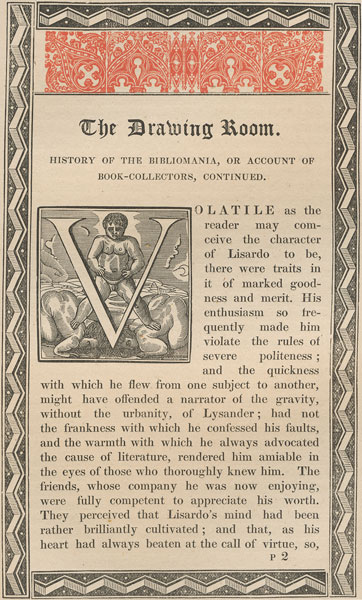 The Drawing Room.
HISTORY OF THE BIBLIOMANIA, OR ACCOUNT OF
BOOK-COLLECTORS, CONTINUED.
VOLATILE as the
reader may com-
ceive the character
of Lisardo to be,
there were traits in
it of marked good-
ness and merit. His
enthusiasm so fre-
quently made him
violate the rules of
severe politeness;
and the quickness
with which he flew from one subject to another,
might have offended a narrator of the gravity,
without the urbanity, of Lysander; had not
the frankness with which he confessed his faults,
and the warmth with which he always advocated
the cause of literature, rendered him amiable in
the eyes of those who thoroughly knew him. The
friends, whose company he was now enjoying,
were fully competent to appreciate his worth.
They perceived that Lisardo's mind had been
rather brilliantly cultivated; and that, as his
heart had always beaten at the call of virtue, so,
P 2